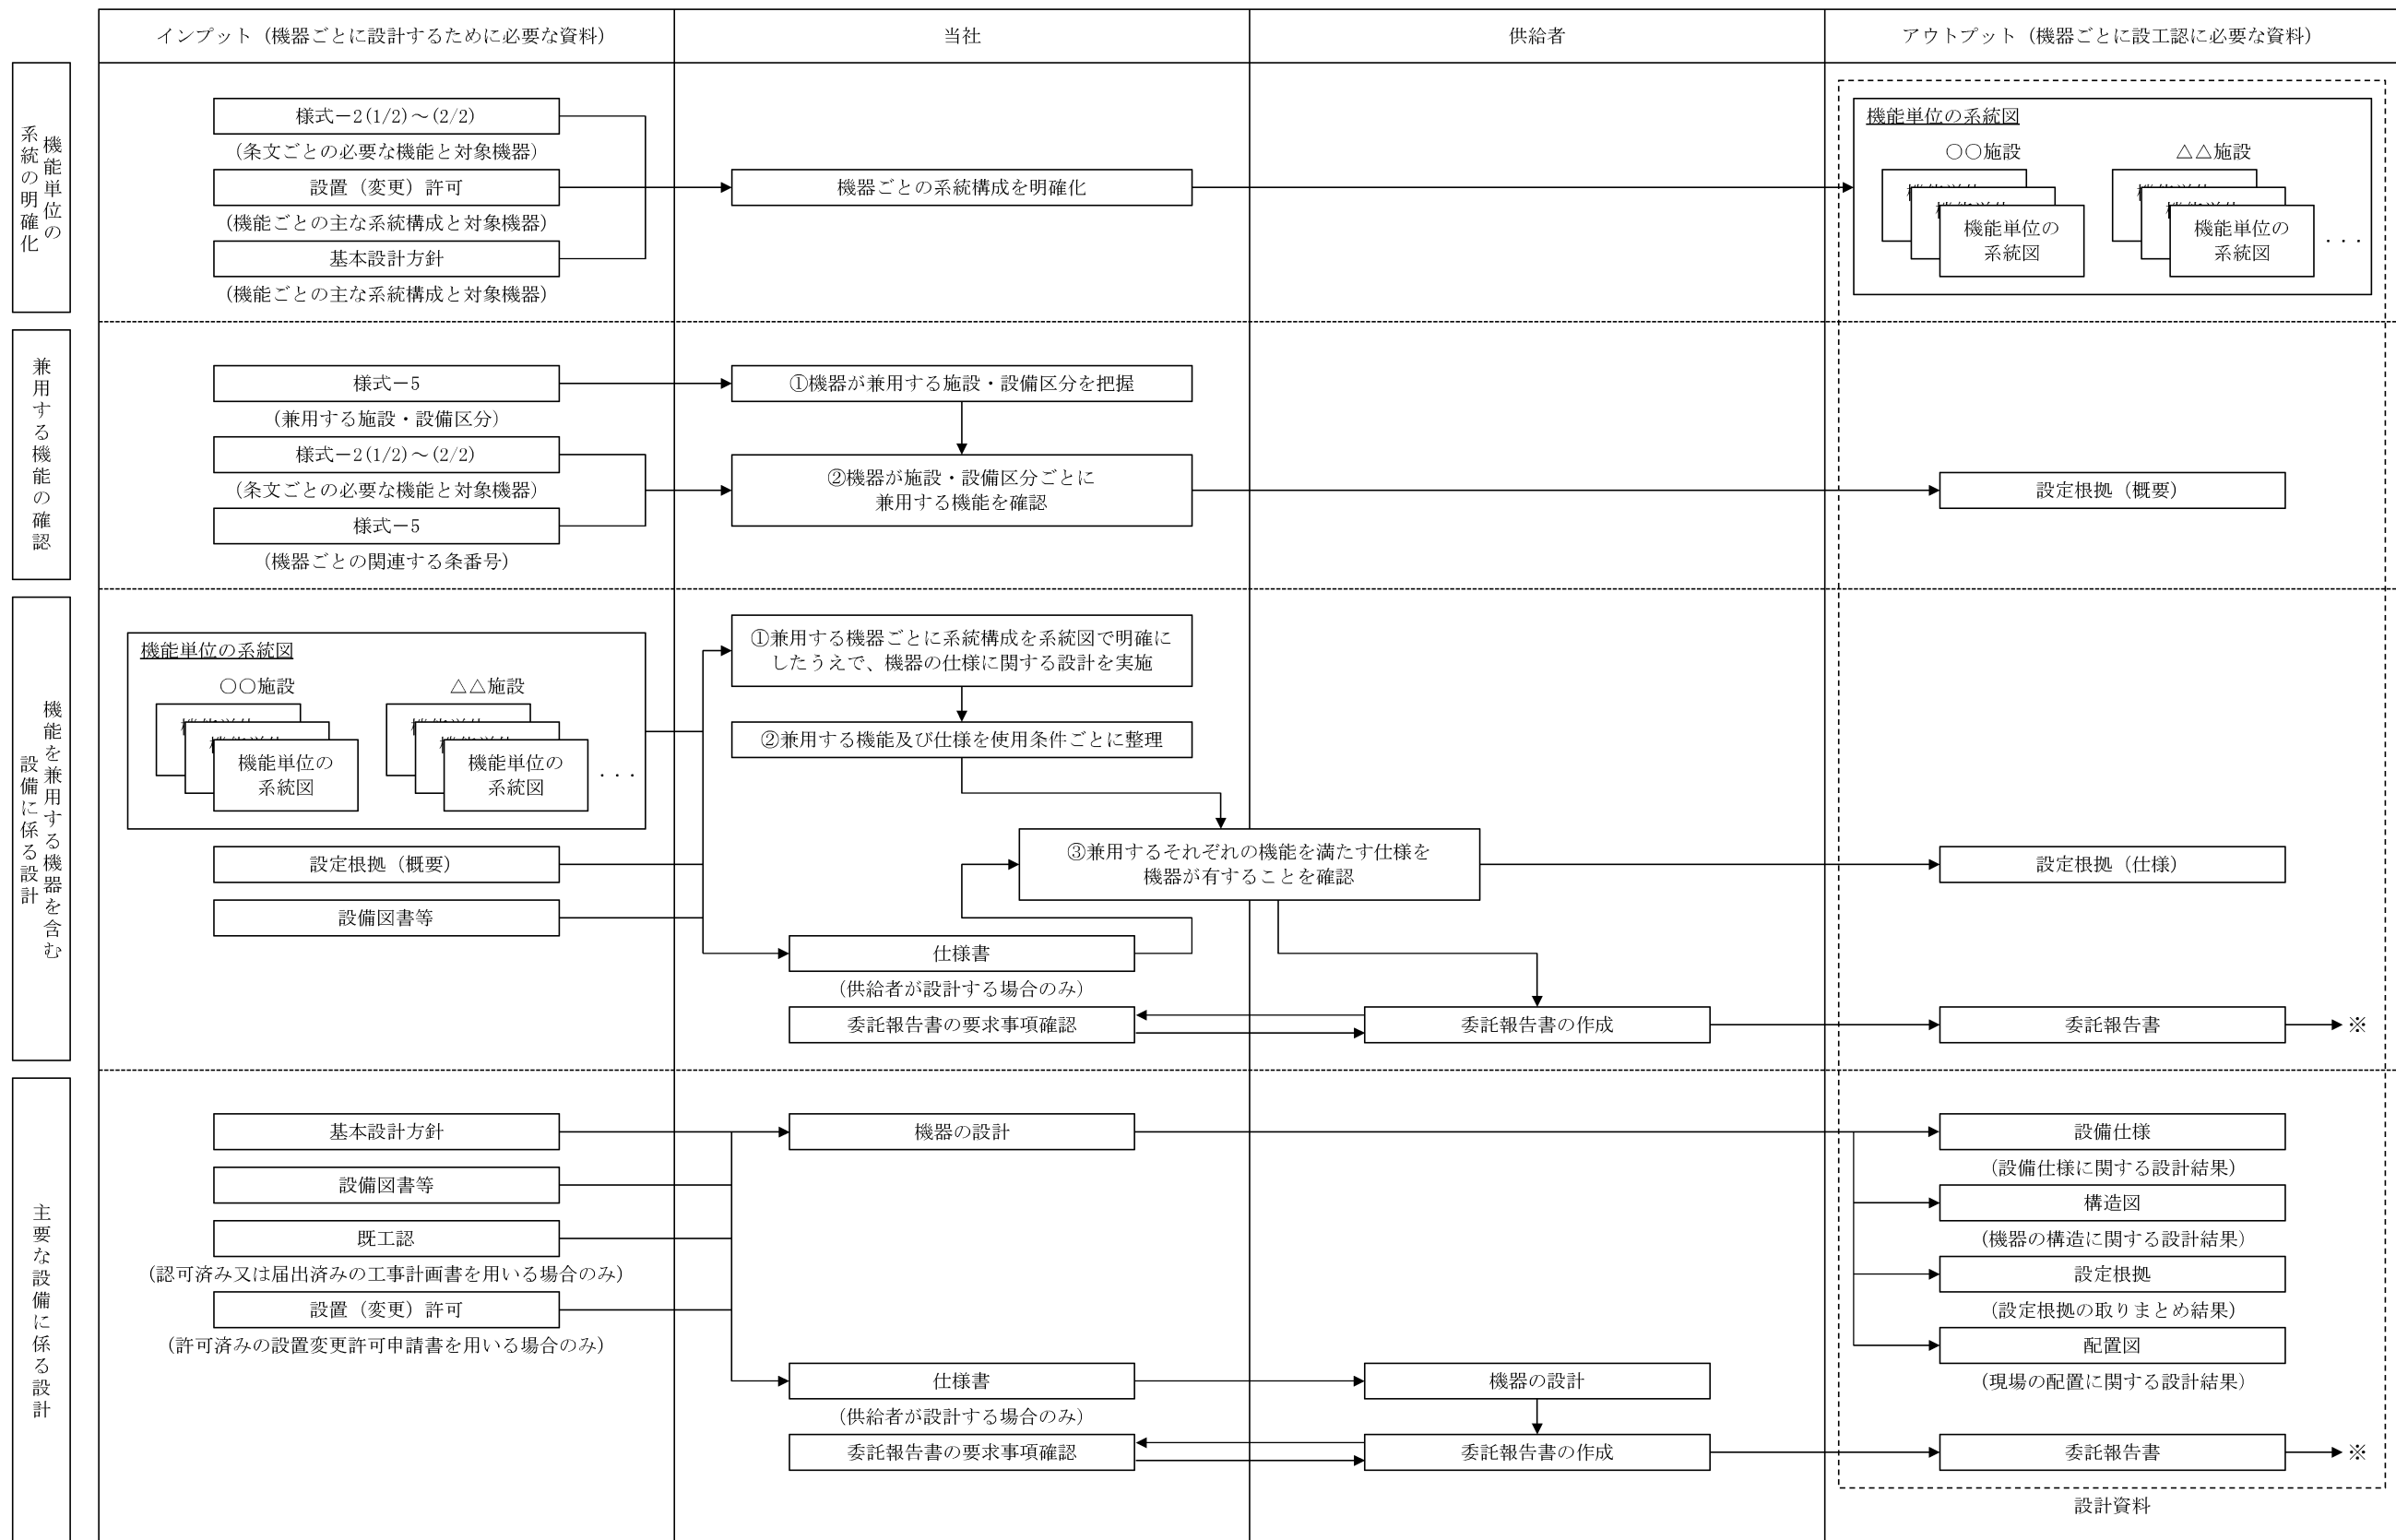 インプット（機器ごとに設計するために必要な資料）
当社
供給者
アウトプット（機器ごとに設工認に必要な資料）
機能単位の
系統の明確化
様式－2(1/2)～(2/2)
（条文ごとの必要な機能と対象機器）
設置（変更）許可
（機能ごとの主な系統構成と対象機器）
基本設計方針
（機能ごとの主な系統構成と対象機器）
機器ごとの系統構成を明確化
機能単位の系統図
○○施設
△△施設
機能単位の
系統図
機能単位の
系統図
・・・
兼用する機能の確認
様式－5
（兼用する施設・設備区分）
様式－2(1/2)～(2/2)
（条文ごとの必要な機能と対象機器）
様式－5
（機器ごとの関連する条番号）
①機器が兼用する施設・設備区分を把握
②機器が施設・設備区分ごとに
兼用する機能を確認
設定根拠（概要）
機能を兼用する機器を含む
設備に係る設計
機能単位の系統図
○○施設
△△施設
機能単位の
系統図
機能単位の
系統図
・・・
設定根拠（概要）
設備図書等
①兼用する機器ごとに系統構成を系統図で明確に
したうえで、機器の仕様に関する設計を実施
②兼用する機能及び仕様を使用条件ごとに整理
③兼用するそれぞれの機能を満たす仕様を
機器が有することを確認
設定根拠（仕様）
仕様書
（供給者が設計する場合のみ）
委託報告書の要求事項確認
委託報告書の作成
委託報告書
※
主要な設備に係る設計
基本設計方針
設備図書等
既工認
（認可済み又は届出済みの工事計画書を用いる場合のみ）
設置（変更）許可
（許可済みの設置変更許可申請書を用いる場合のみ）
機器の設計
設備仕様
（設備仕様に関する設計結果）
構造図
（機器の構造に関する設計結果）
設定根拠
（設定根拠の取りまとめ結果）
配置図
（現場の配置に関する設計結果）
仕様書
（供給者が設計する場合のみ）
機器の設計
委託報告書の要求事項確認
委託報告書の作成
委託報告書
※
設計資料